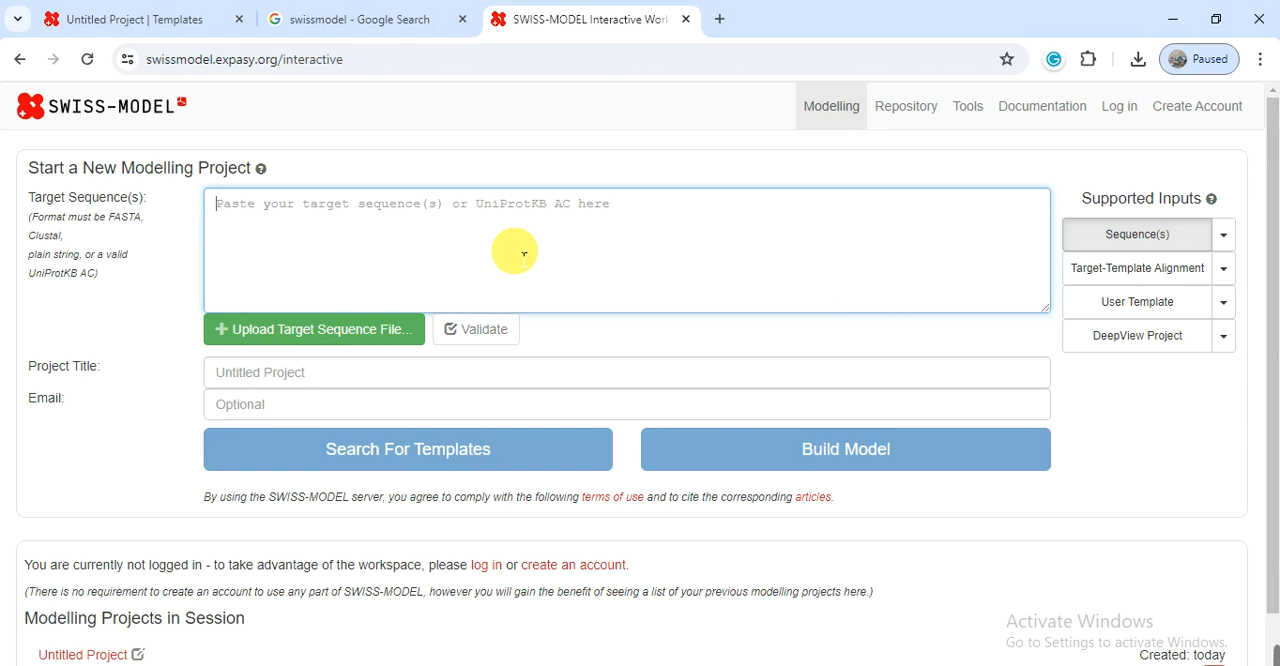 Untitled Project | Templates
swissmodel - Google Search
SWISS-MODEL Interactive Work
swissmodel.expasy.org/interactive
Paused
SWISS-MODEL
Modelling
Repository
Tools
Documentation
Log in
Create Account
Start a New Modelling Project
Target Sequence(s):
(Format must be FASTA,
Clustal,
plain string, or a valid
UniProtKB AC)
Paste your target sequence(s) or UniProtKB AC here
Supported Inputs
Sequence(s)
Target-Template Alignment
User Template
DeepView Project
Upload Target Sequence File...
Validate
Project Title:
Untitled Project
Email:
Optional
Search For Templates
Build Model
By using the SWISS-MODEL server, you agree to comply with the following terms of use and to cite the corresponding articles.
You are currently not logged in - to take advantage of the workspace, please log in or create an account.
(There is no requirement to create an account to use any part of SWISS-MODEL, however you will gain the benefit of seeing a list of your previous modelling projects here.)
Modelling Projects in Session
Activate Windows
Go to Settings to activate Windows.
Untitled Project
Created: today